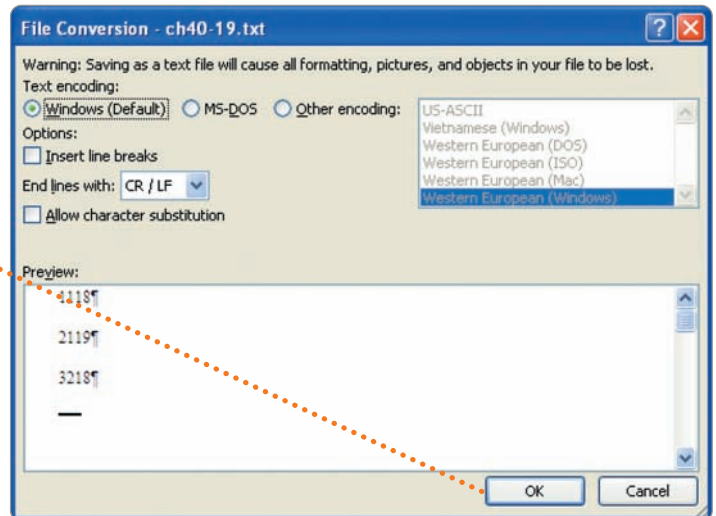 File Conversion - ch40-19.txt
Warning: Saving as a text file will cause all formatting, pictures, and objects in your file to be lost.
Text encoding:
Windows (Default) MS-DOS Other encoding:
US-ASCII
Vietnamese (Windows)
Western European (DOS)
Western European (ISO)
Western European (Mac)
Western European (Windows)
Options:
Insert line breaks
End lines with: CR / LF
Allow character substitution
Preview:
1118¶
2119¶
3218¶
OK Cancel